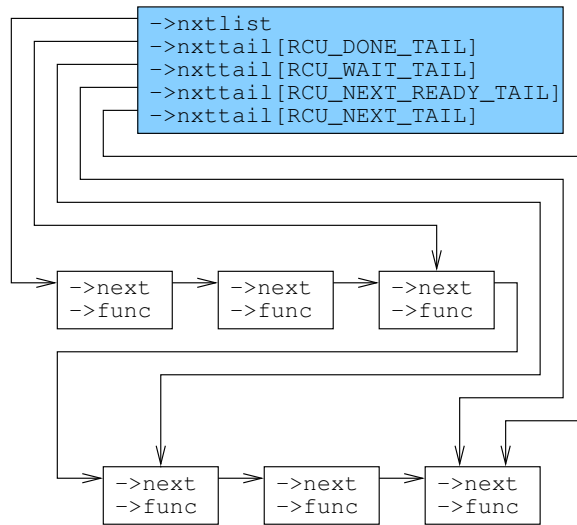 ->nxtlist
->nxttail[RCU_DONE_TAIL]
->nxttail[RCU_WAIT_TAIL]
->nxttail[RCU_NEXT_READY_TAIL]
->nxttail[RCU_NEXT_TAIL]
->next
->func
->next
->func
->next
->func
->next
->func
->next
->func
->next
->func